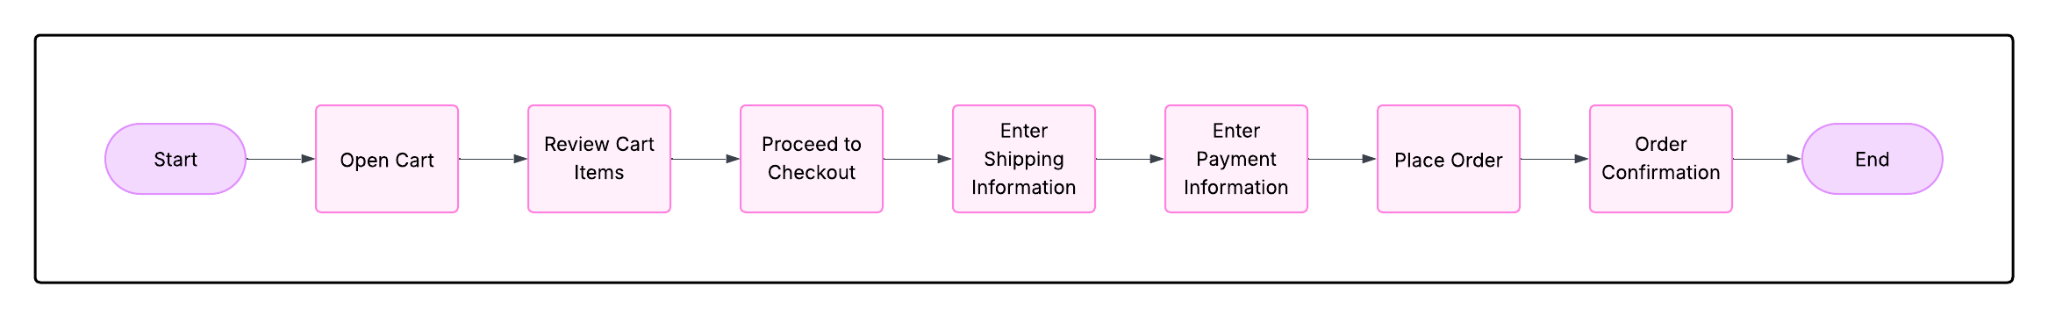 Start
Open Cart
Review Cart
Items
Proceed to
Checkout
Enter
Shipping
Information
Enter
Payment
Information
Place Order
Order
Confirmation
End